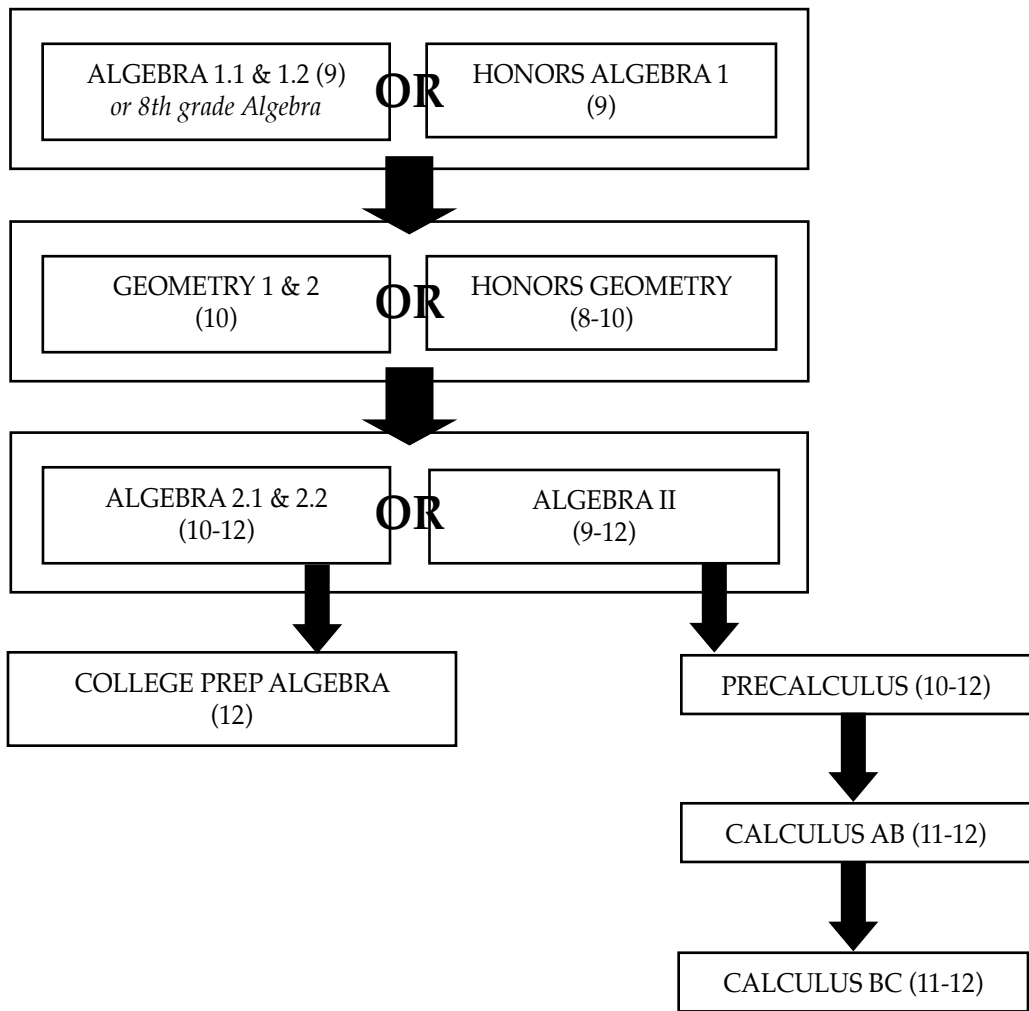 ALGEBRA 1.1 & 1.2 (9)
or 8th grade Algebra
OR
HONORS ALGEBRA 1
(9)
GEOMETRY 1 & 2
(10)
OR
HONORS GEOMETRY
(8-10)
ALGEBRA 2.1 & 2.2
(10-12)
OR
ALGEBRA II
(9-12)
COLLEGE PREP ALGEBRA
(12)
PRECALCULUS (10-12)
CALCULUS AB (11-12)
CALCULUS BC (11-12)